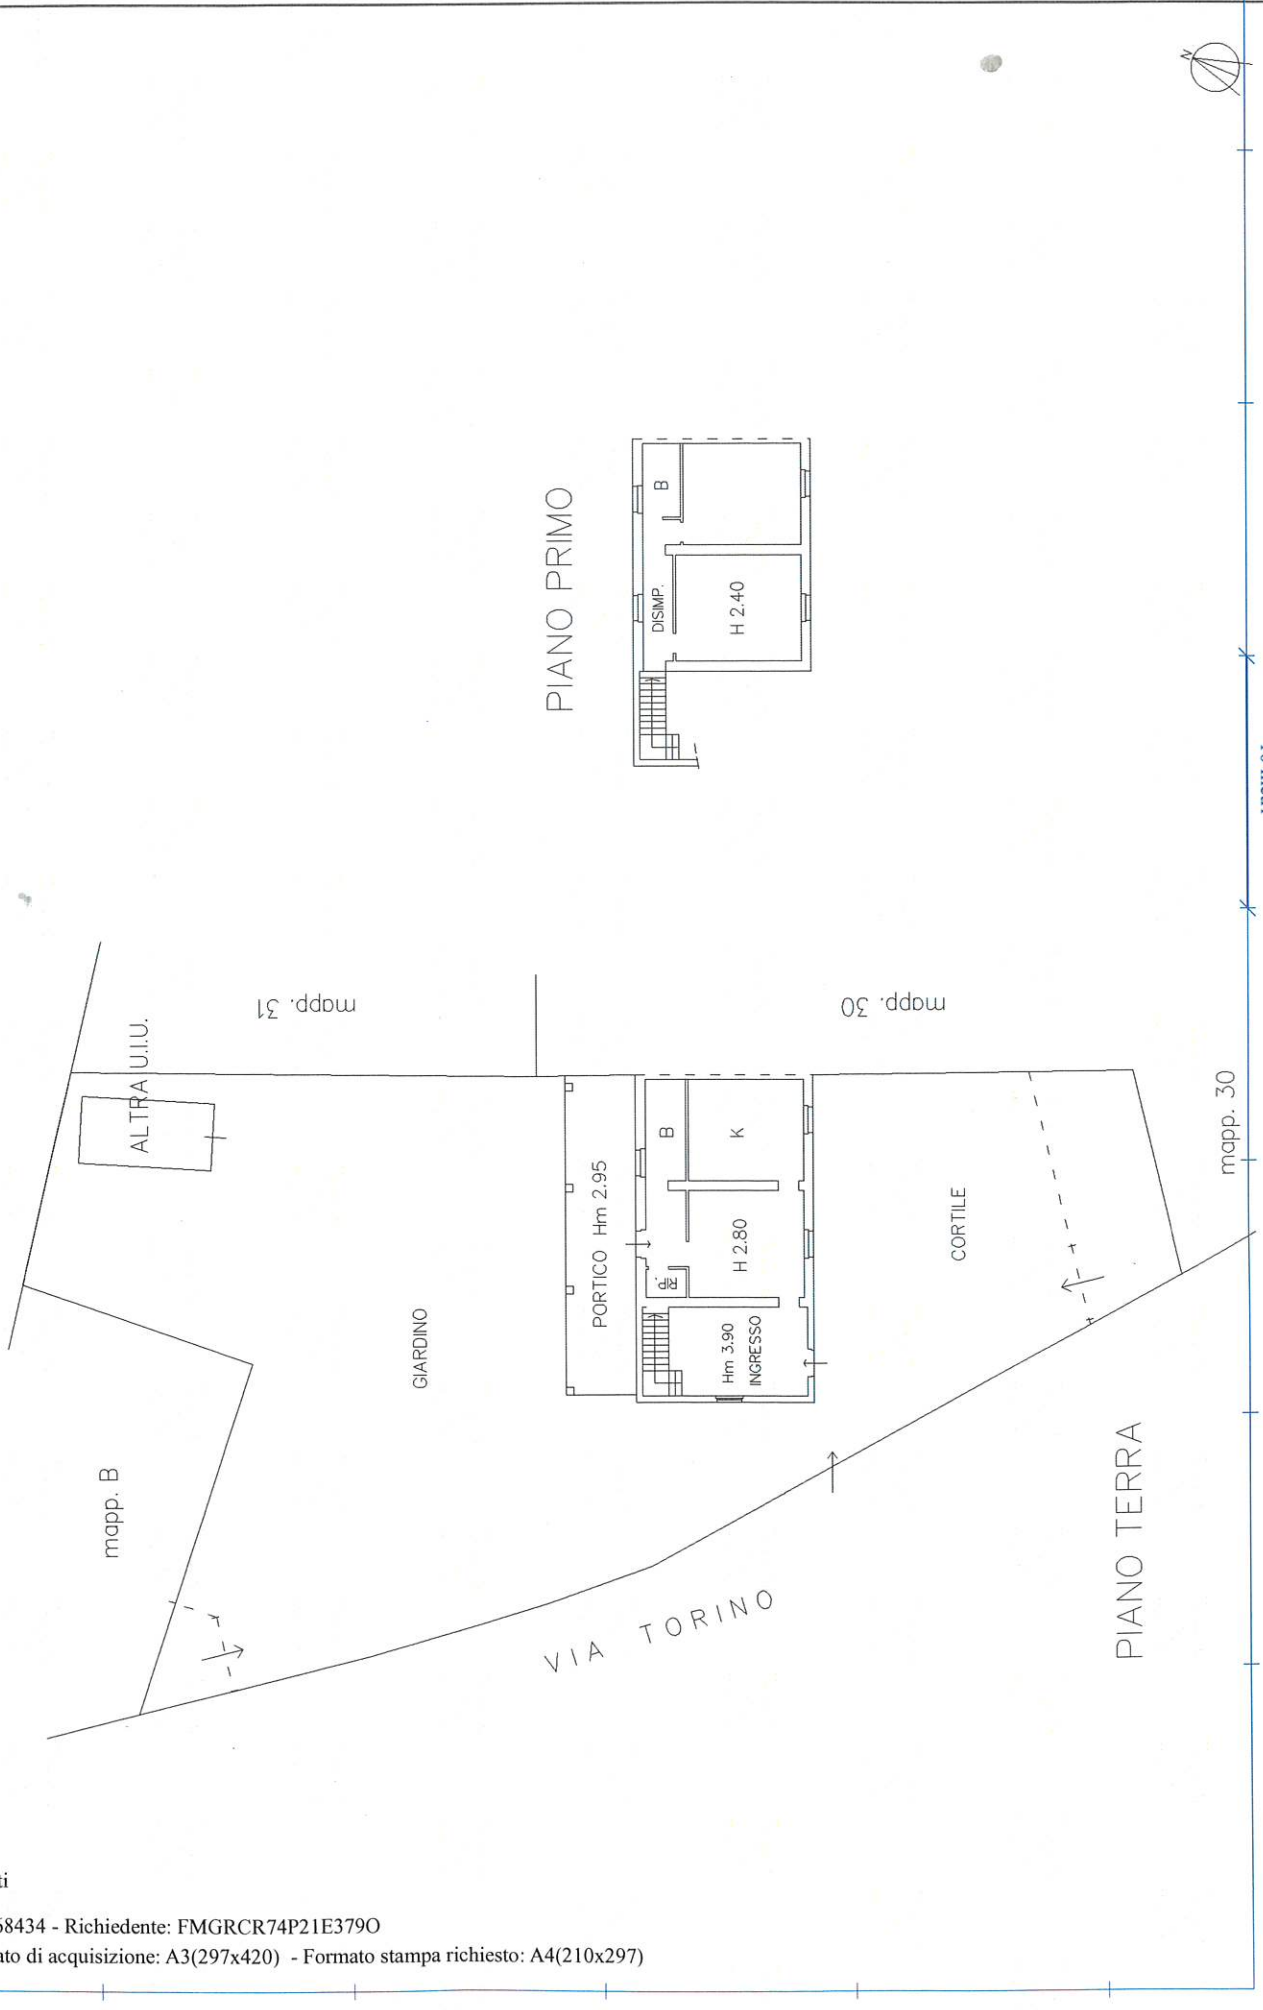 N
PIANO PRIMO
B
DISIMP.
H 2.40
ALTRA U.I.U.
mapp. 31
mapp. 30
PORTICO Hm 2.95
B
K
H 2.80
R.P.
Hm 3.90
INGRESSO
GIARDINO
CORTILE
mapp. 30
mapp. B
VIA TORINO
PIANO TERRA
ti
68434 - Richiedente: FMGRCR74P21E379O
ato di acquisizione: A3(297x420) - Formato stampa richiesto: A4(210x297)